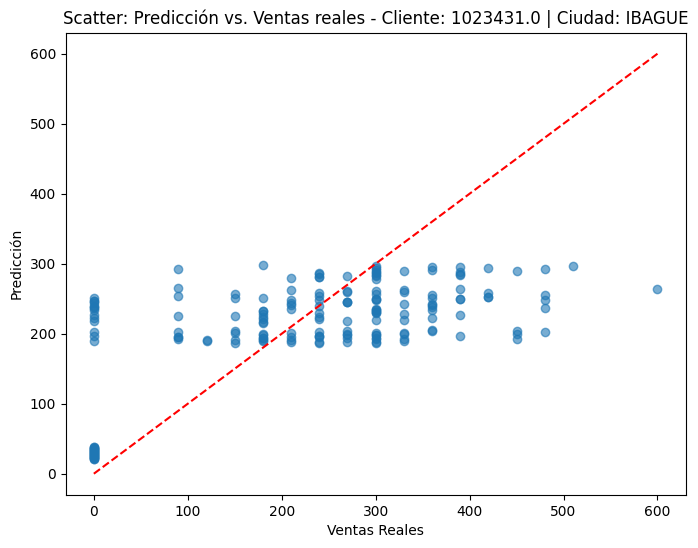 Scatter: Predicción vs. Ventas reales - Cliente: 1023431.0 | Ciudad: IBAGUE
600
500
400
300
200
100
0
Predicción
0 100 200 300 400 500 600
Ventas Reales